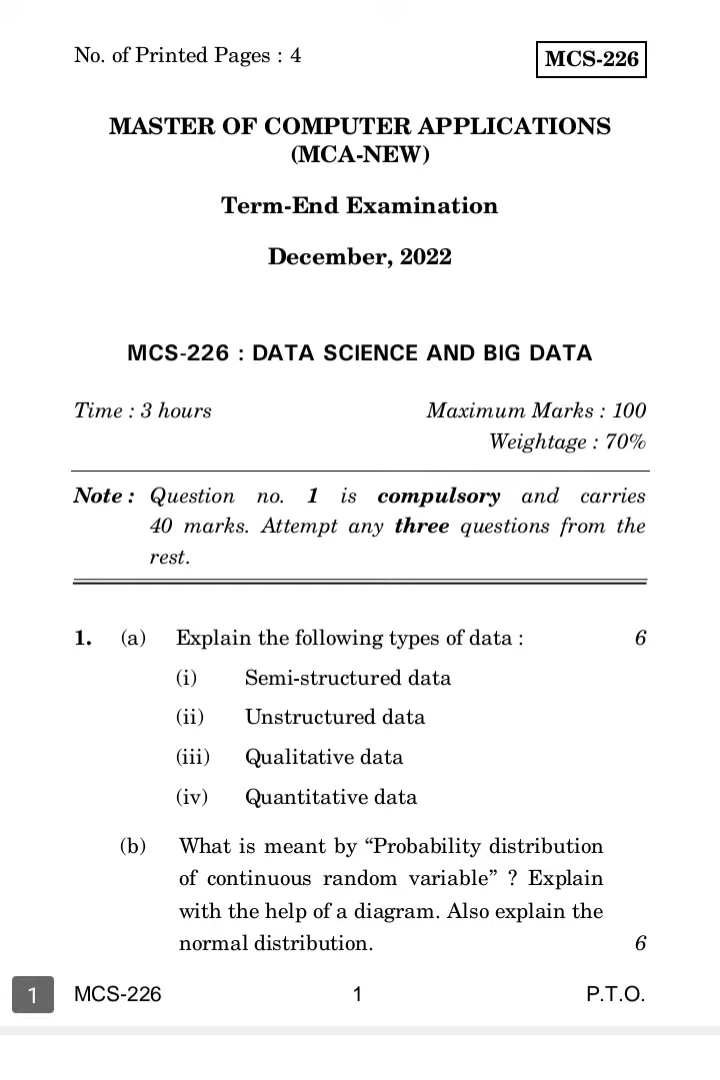 No. of Printed Pages : 4
MCS-226
MASTER OF COMPUTER APPLICATIONS
(MCA-NEW)
Term-End Examination
December, 2022
MCS-226 : DATA SCIENCE AND BIG DATA
Time : 3 hours
Maximum Marks : 100
Weightage : 70%
Note : Question no. 1 is compulsory and carries
40 marks. Attempt any three questions from the
rest.
1. (a) Explain the following types of data : 6
(i) Semi-structured data
(ii) Unstructured data
(iii) Qualitative data
(iv) Quantitative data
(b) What is meant by “Probability distribution
of continuous random variable” ? Explain
with the help of a diagram. Also explain the
normal distribution. 6
1
MCS-226 1 P.T.O.